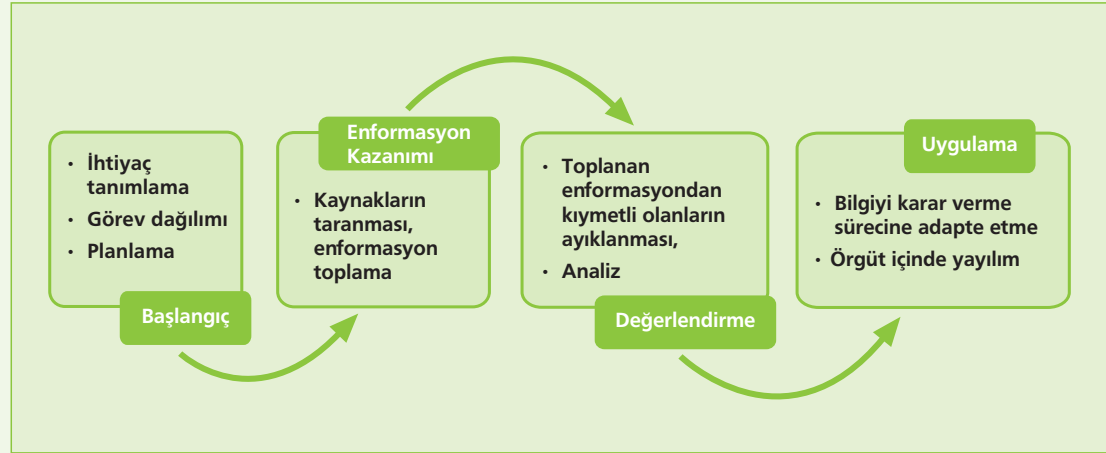 · İhtiyaç
tanımlama
· Görev dağılımı
· Planlama
Başlangıç
Enformasyon
Kazanımı
· Kaynakların
taranması,
enformasyon
toplama
· Toplanan
enformasyondan
kıymetli olanların
ayıklanması,
· Analiz
Değerlendirme
Uygulama
· Bilgiyi karar verme
sürecine adapte etme
· Örgüt içinde yayılım